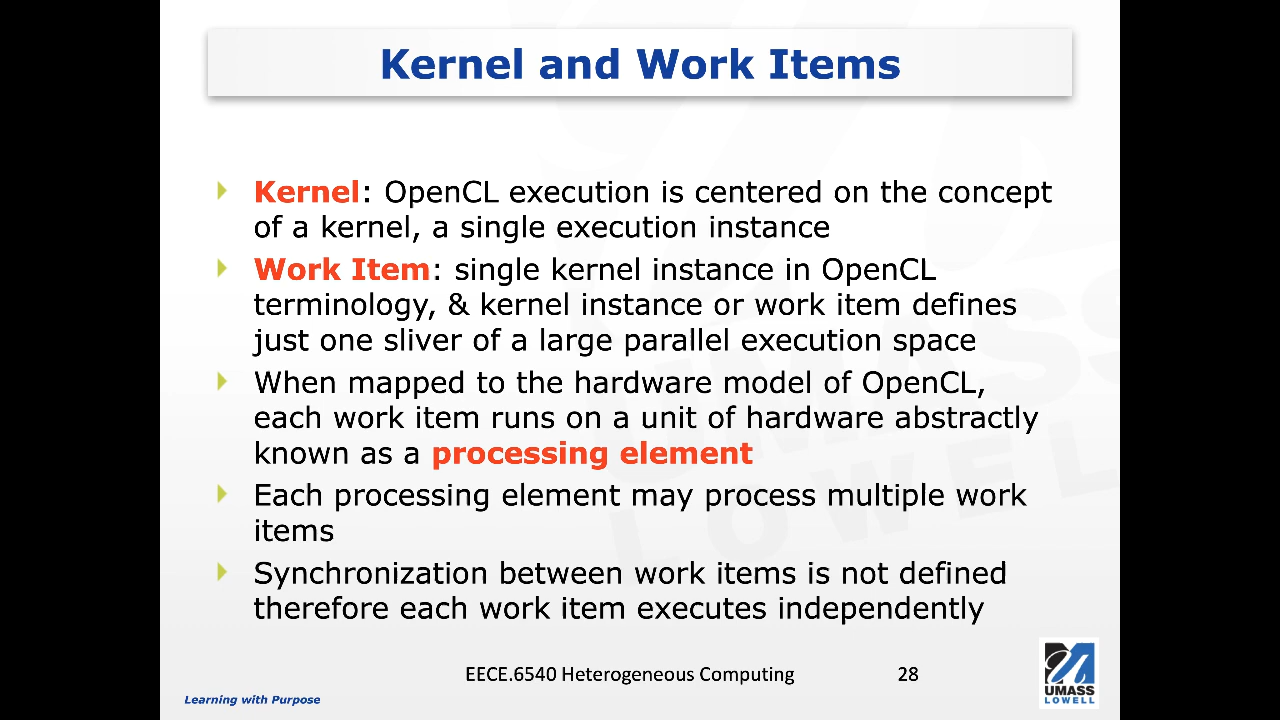 Kernel and Work Items
Kernel: OpenCL execution is centered on the concept
of a kernel, a single execution instance
Work Item: single kernel instance in OpenCL
terminology, & kernel instance or work item defines
just one sliver of a large parallel execution space
When mapped to the hardware model of OpenCL,
each work item runs on a unit of hardware abstractly
known as a processing element
Each processing element may process multiple work
items
Synchronization between work items is not defined
therefore each work item executes independently
EECE.6540 Heterogeneous Computing
28
UMASS
LOWELL
Learning with Purpose